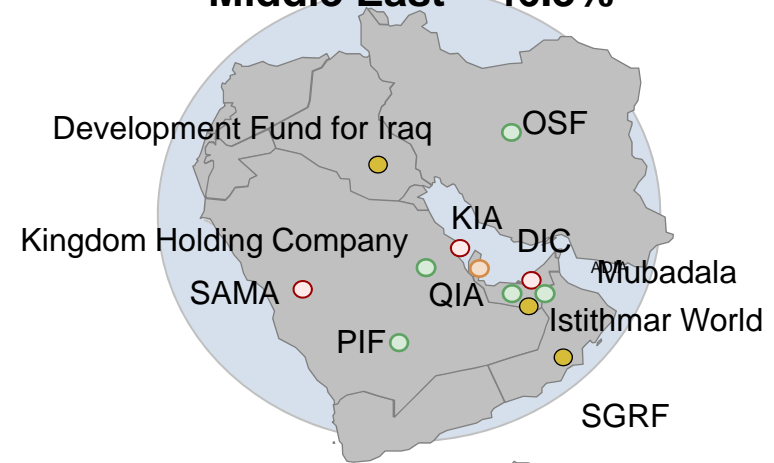 OSF
Development Fund for Iraq
KIA
DIC
Kingdom Holding Company
Mubadala
SAMA
QIA
Istithmar World
PIF
SGRF